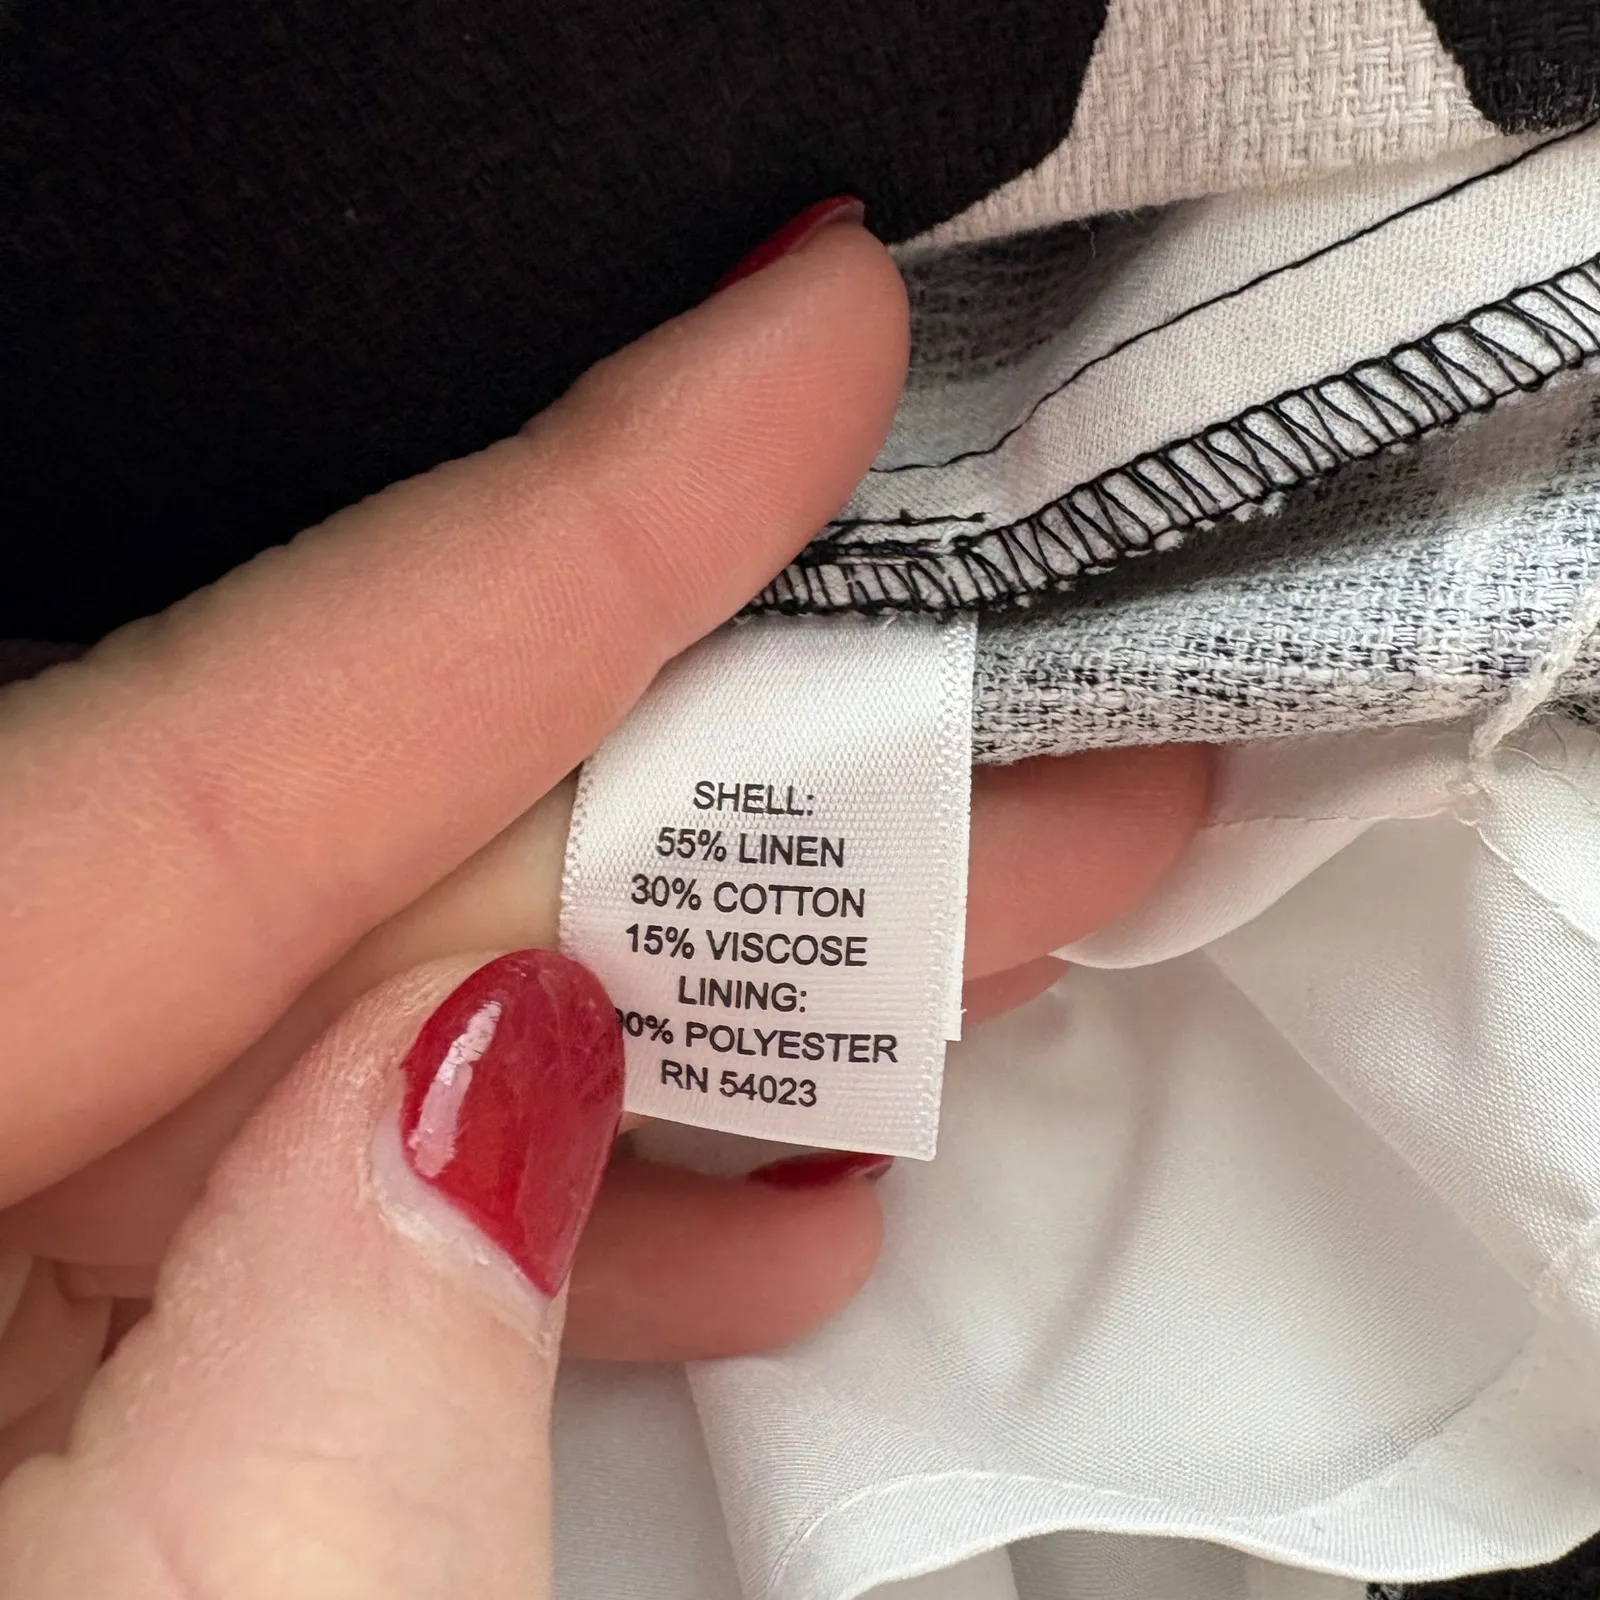 SHELL:
55% LINEN
30% COTTON
15% VISCOSE
LINING:
POLYESTER
RN 54023